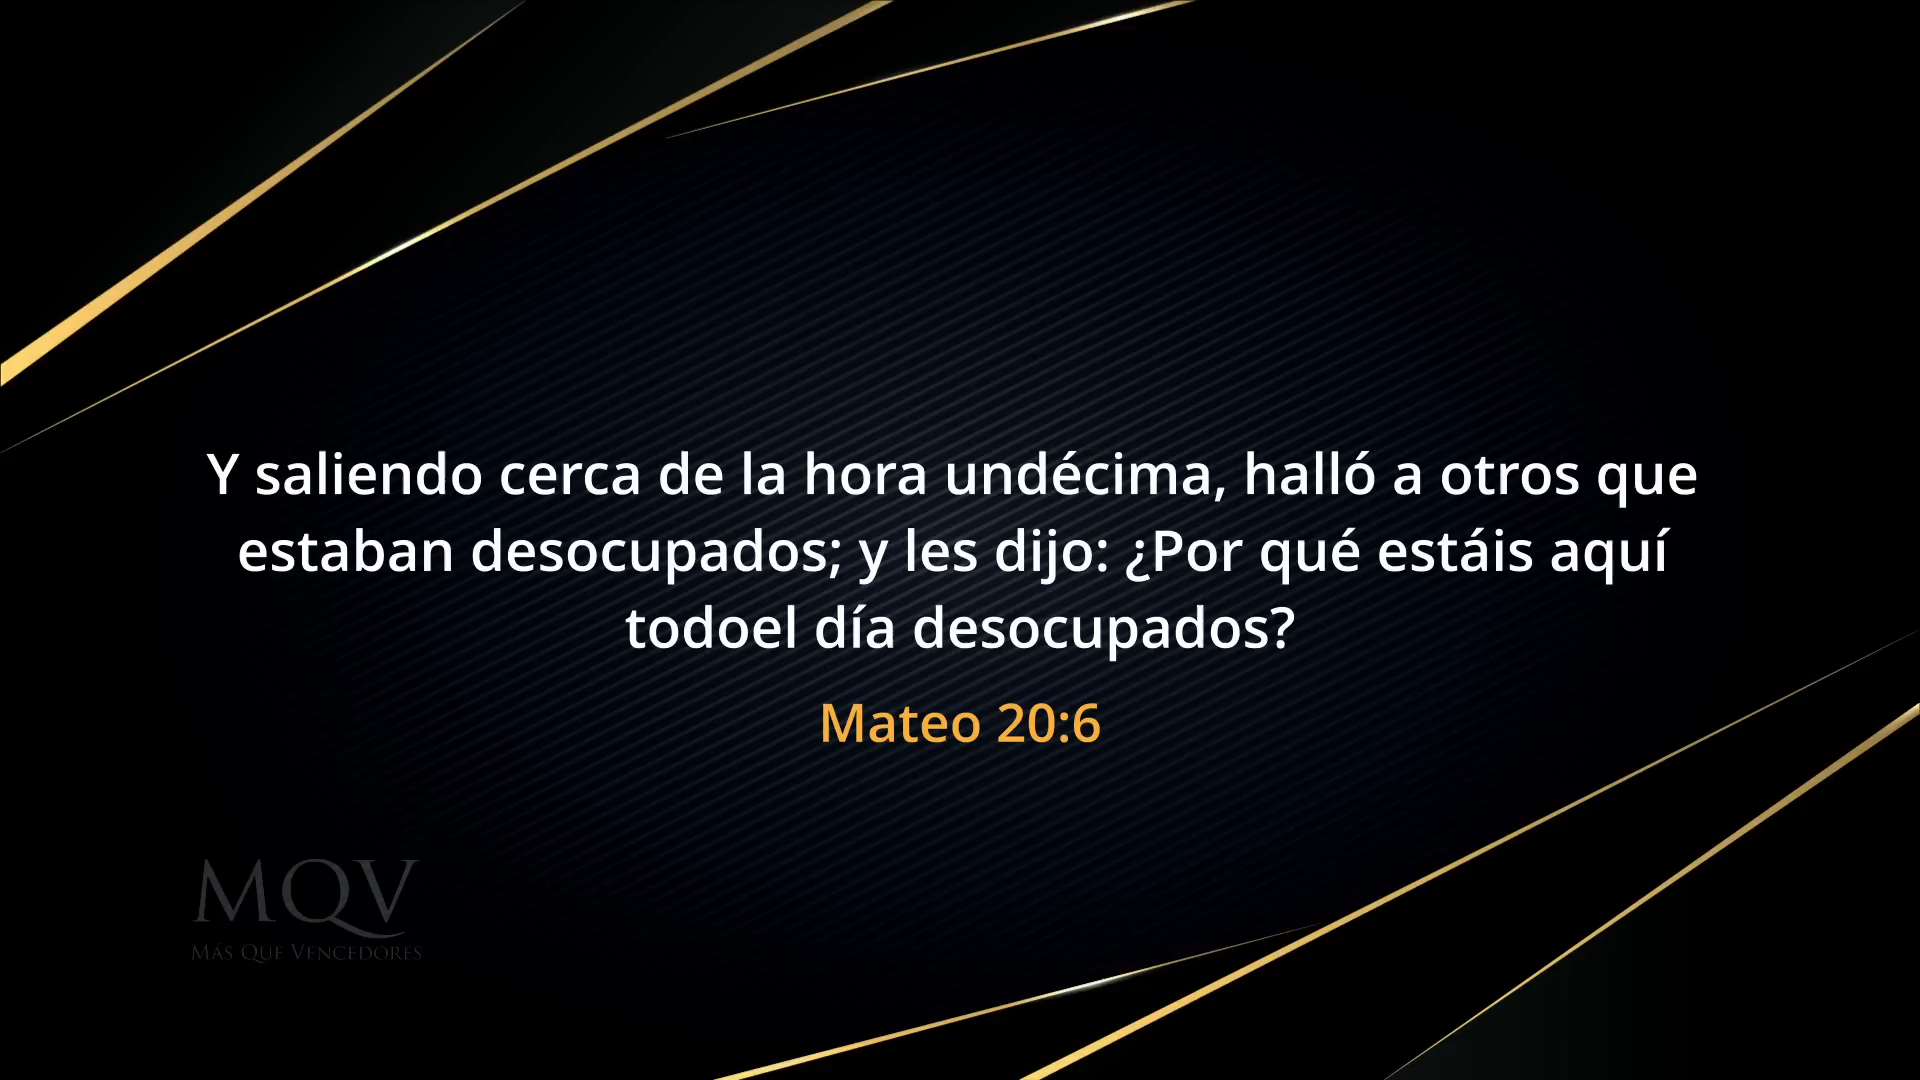 Y saliendo cerca de la hora undécima, halló a otros que
estaban desocupados; y les dijo: ¿Por qué estáis aquí
todoel día desocupados?
Mateo 20:6
MQV
Más Que Vencedores